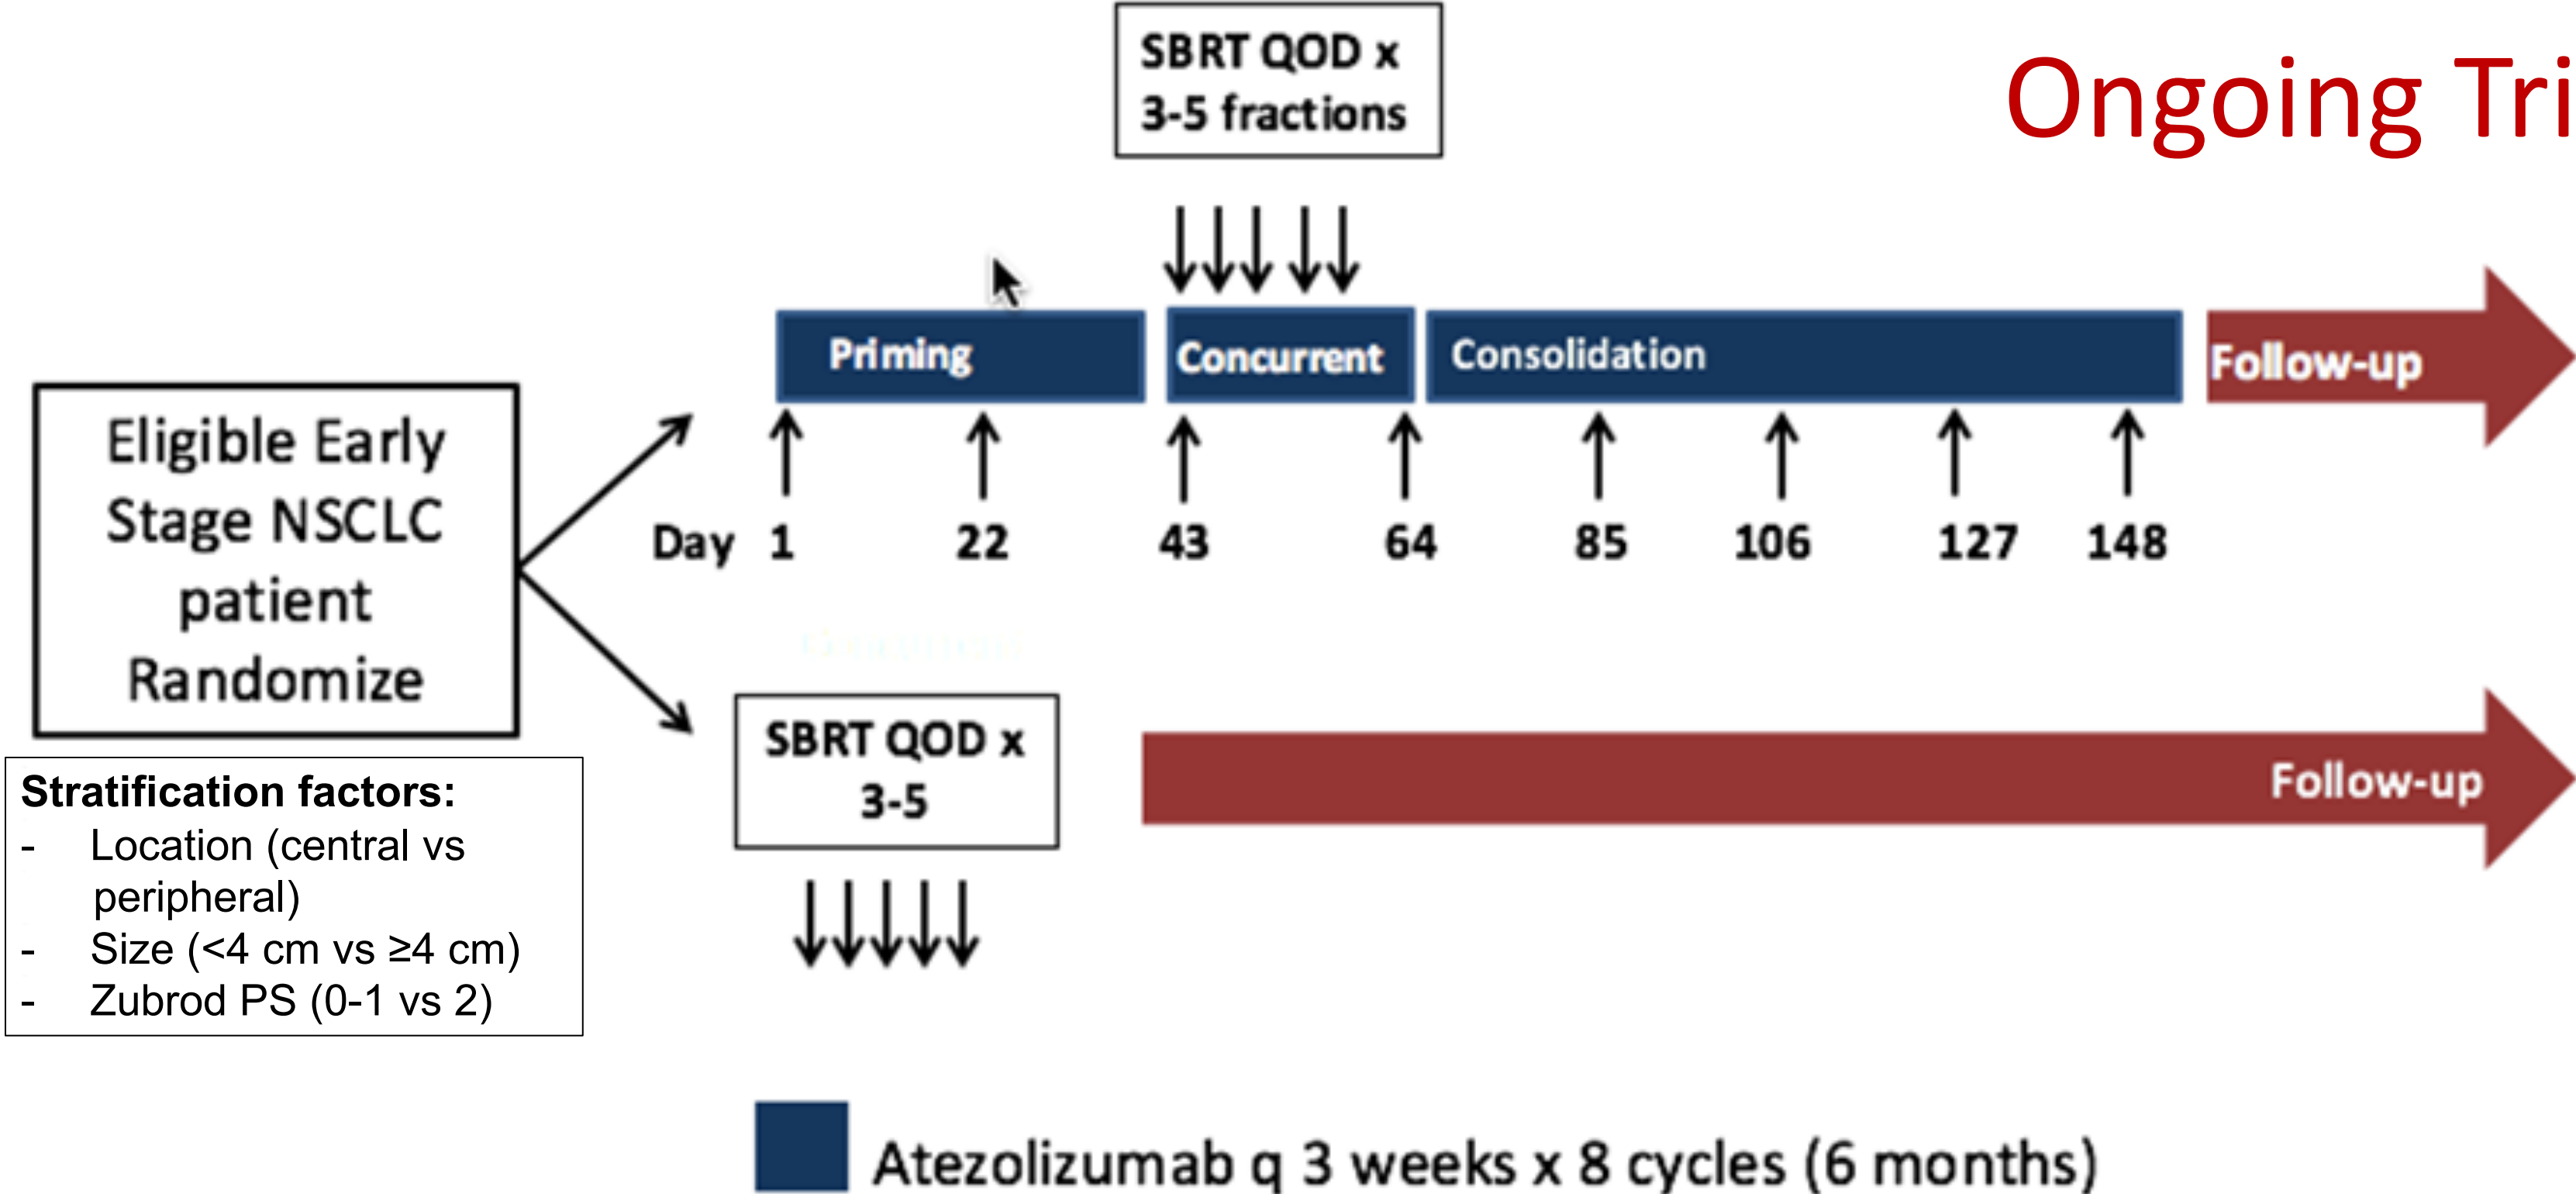 SBRT QOD x
3-5 fractions
Ongoing Tri
Priming
Concurrent
Consolidation
Follow-up
Eligible Early
Stage NSCLC
patient
Randomize
Day 1 22 43 64 85 106 127 148
SBRT QOD x
3-5
Follow-up
Stratification factors:
- Location (central vs
peripheral)
- Size (<4 cm vs ≥4 cm)
- Zubrod PS (0-1 vs 2)
Atezolizumab q 3 weeks x 8 cycles (6 months)